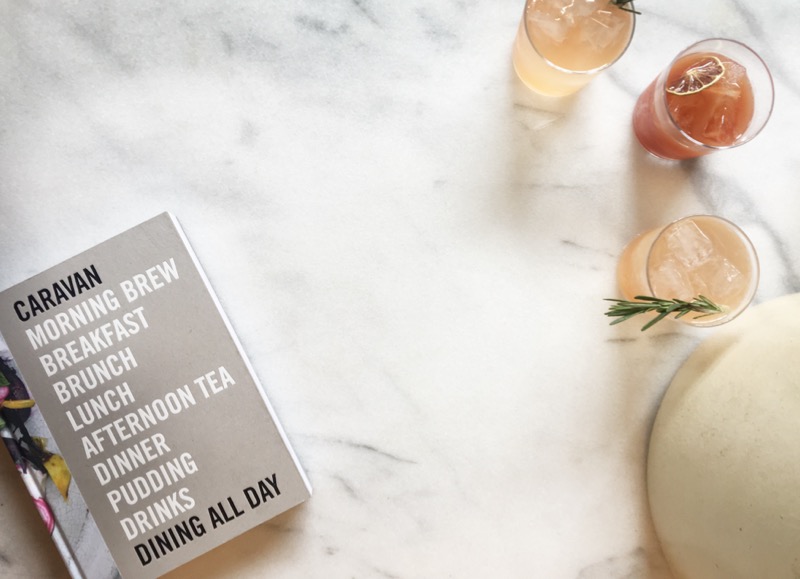 CARAVAN
MORNING BREW
BREAKFAST
BRUNCH
LUNCH
AFTERNOON TEA
DINNER
PUDDING
DRINKS
DINING ALL DAY